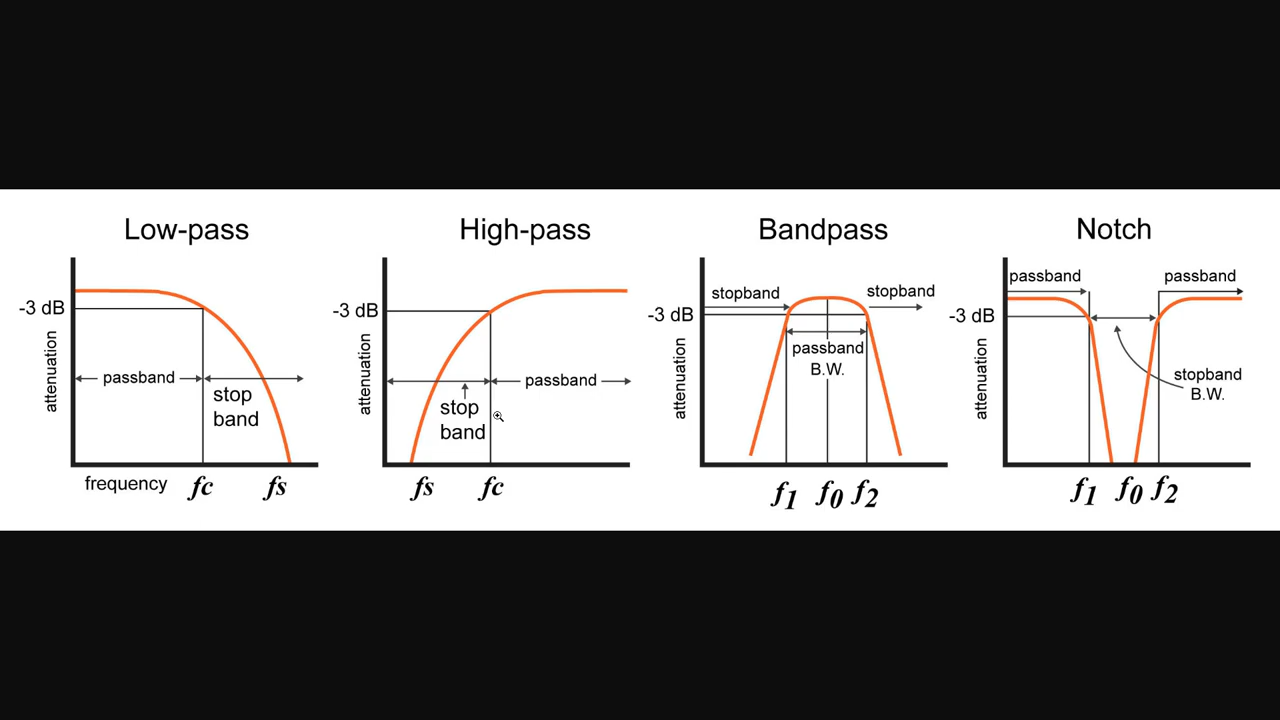 Low-pass
-3 dB
attenuation
passband
stop
band
frequency
fc
fs
High-pass
-3 dB
attenuation
passband
stop
band
fs
fc
Bandpass
stopband
stopband
-3 dB
attenuation
passband
B.W.
f1
f0
f2
Notch
passband
passband
-3 dB
attenuation
stopband
B.W.
f1
f0
f2